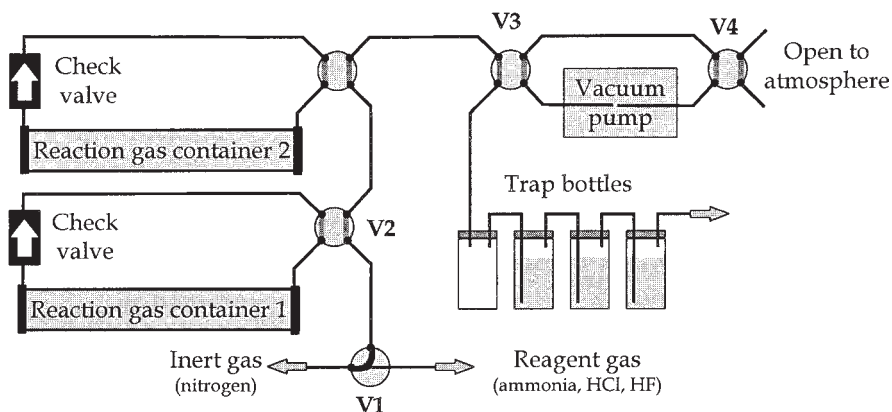 V3
V4
Check
valve
Open to
atmosphere
Vacuum
pump
Reaction gas container 2
Trap bottles
Check
valve
V2
Reaction gas container 1
Inert gas
(nitrogen)
Reagent gas
(ammonia, HCl, HF)
V1